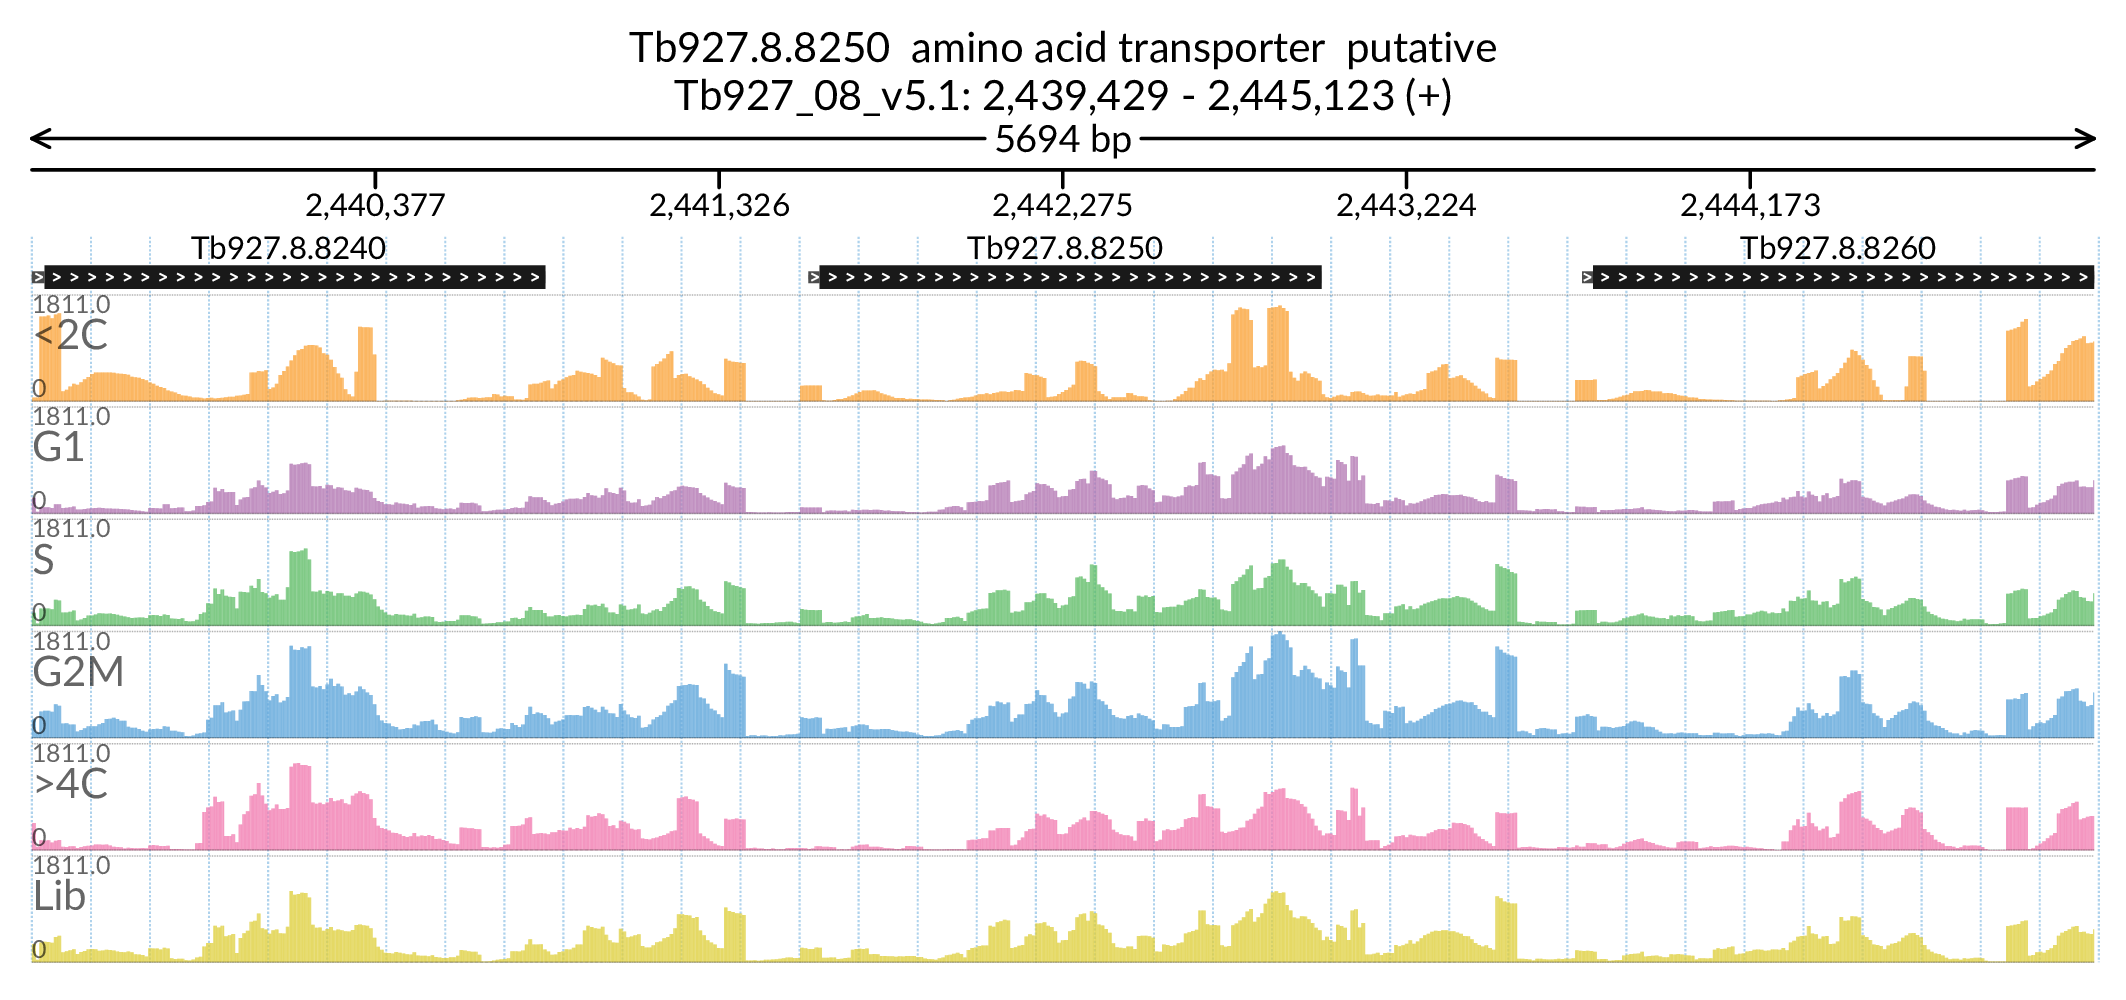 Tb927.8.8250 amino acid transporter putative
Tb927_08_v5.1: 2,439,429 - 2,445,123 (+)
5694 bp
2,440,377 2,441,326 2,442,275 2,443,224 2,444,173
Tb927.8.8240 Tb927.8.8250 Tb927.8.8260
1811.0
<2C
0
1811.0
G1
0
1811.0
S
0
1811.0
G2M
0
1811.0
>4C
0
1811.0
Lib
0